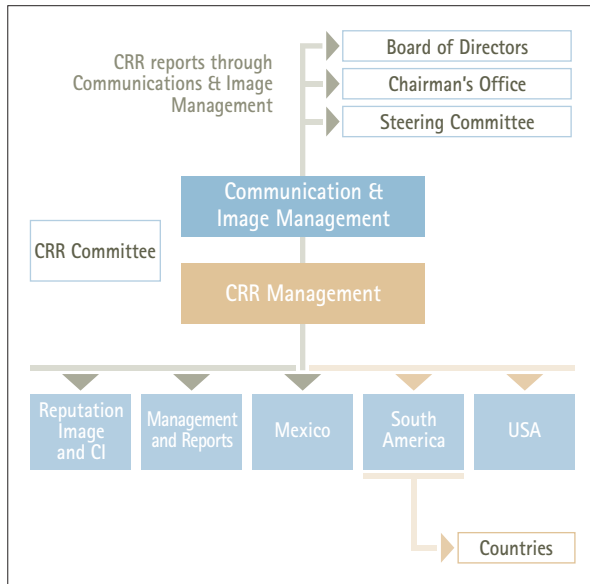 CRR reports through
Communications & Image
Management
Board of Directors
Chairman's Office
Steering Committee
Communication &
Image Management
CRR Committee
CRR Management
Reputation
Image
and CI
Management
and Reports
Mexico
South
America
USA
Countries